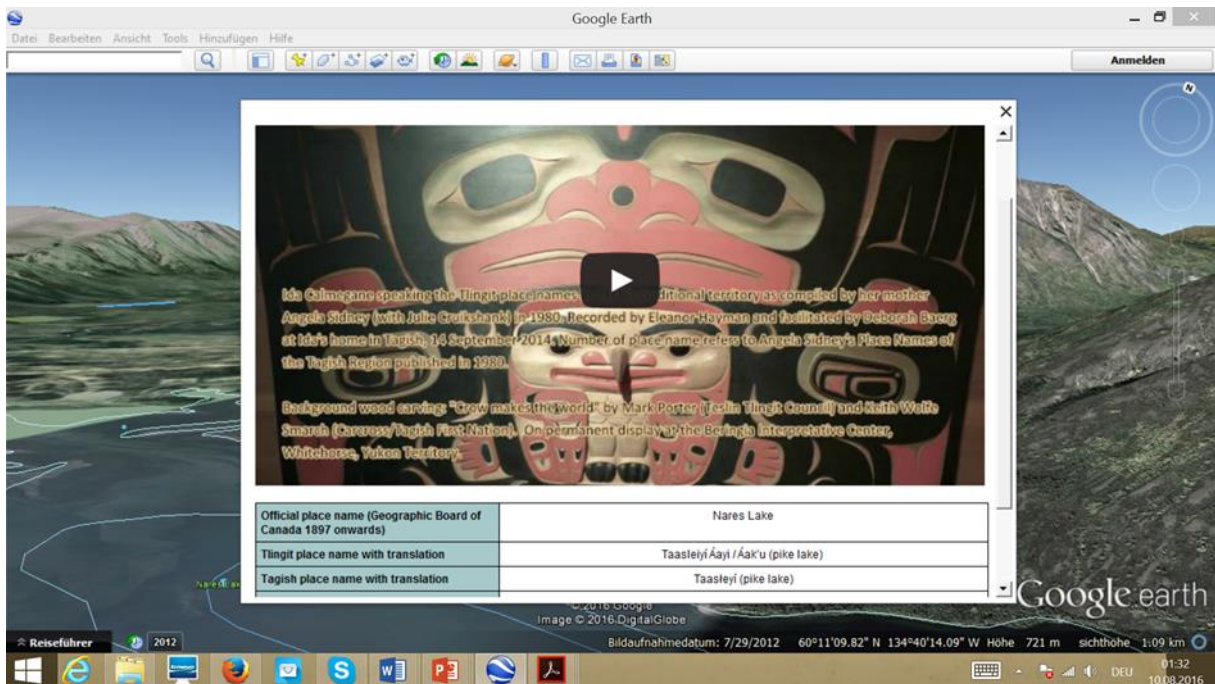 Google Earth
Datei Bearbeiten Ansicht Tools Hinzufügen Hilfe
Anmelden
N
Ida Calmegane speaking the Tlingit place names ditional territory as compiled by her mother
Angela Sidney (with Julie Cruikshank) in 1980. Recorded by Eleanor Hayman and facilitated by Deborah Baerg
at Ida's home in Tagish, 14 September 2014. Number of place name refers to Angela Sidney's Place Names of
the Tagish Region published in 1980.
Background wood carving: "Crow makes the world" by Mark Porter (Teslin Tlingit Council) and Keith Wolfe
Smarch (Carcross/Tagish First Nation). On permanent display at the Beringia Interpretative Center,
Whitehorse, Yukon Territory.
Official place name (Geographic Board of
Canada 1897 onwards)
Nares Lake
Tlingit place name with translation
Taasleiyí Áayi / Áak'u (pike lake)
Tagish place name with translation
Taasłeyí (pike lake)
Nares
© 2016 Google
Image © 2016 DigitalGlobe
Google earth
Reiseführer
2012
Bildaufnahmedatum: 7/29/2012 60°11'09.82" N 134°40'14.09" W Höhe 721 m sichthöhe 1.09 km
DEU
01:32
10.08.2016